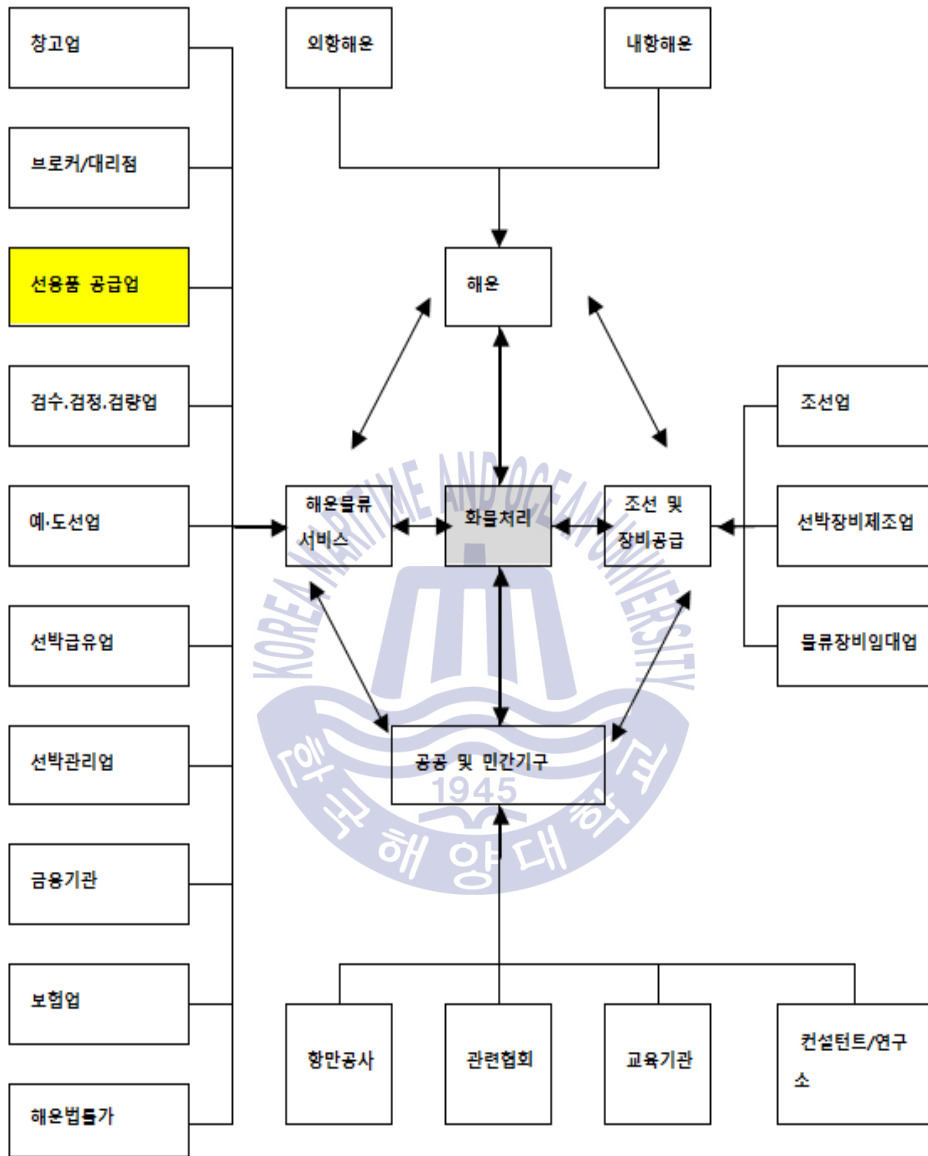 창고업
외항해운
내항해운
브로커/대리점
선용품 공급업
해운
검수.검정.검량업
조선업
예·도선업
해운물류
서비스
화물처리
조선 및
장비공급
선박장비제조업
선박급유업
물류장비임대업
선박관리업
공공 및 민간기구
금융기관
보험업
해운법률가
항만공사
관련협회
교육기관
컨설턴트/연구
소
KOREA MARITIME AND OCEAN UNIVERSITY
1945
한국해양대학교